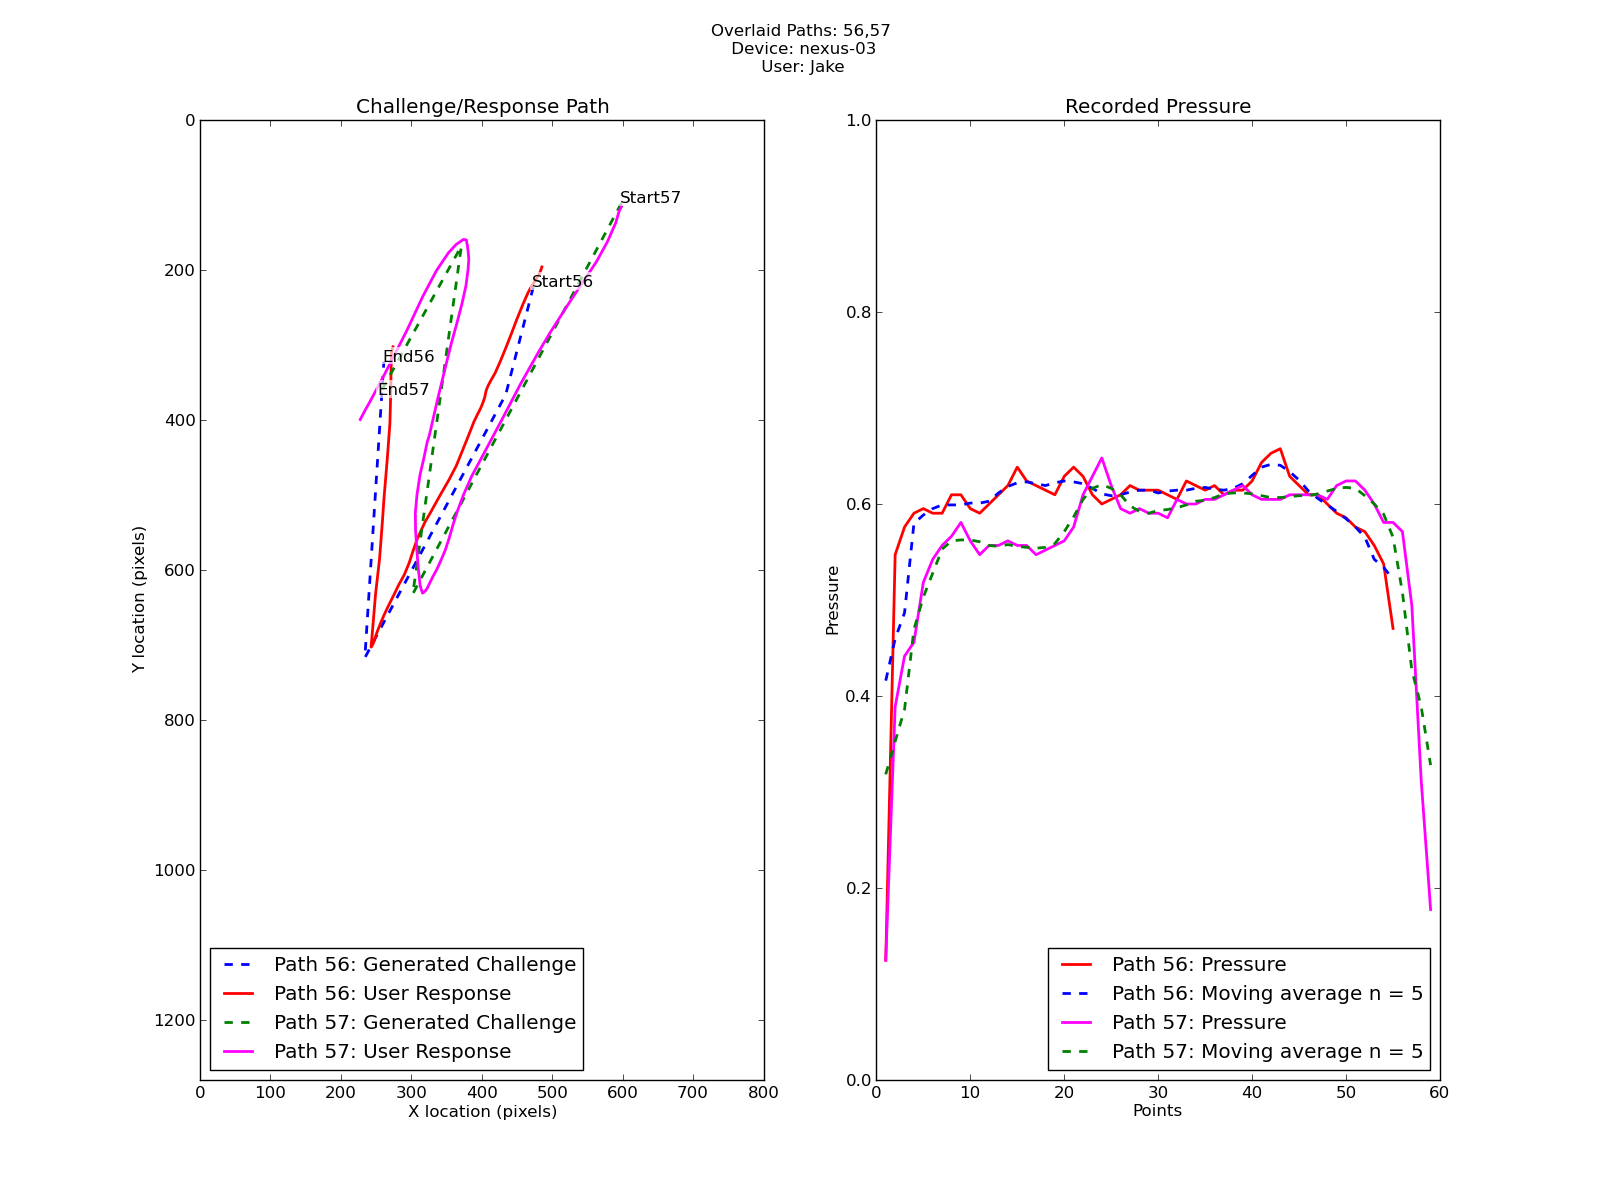 Overlaid Paths: 56,57
Device: nexus-03
User: Jake
Challenge/Response Path
0
200
400
600
800
1000
1200
Y location (pixels)
Start57
Start56
End56
End57
Path 56: Generated Challenge
Path 56: User Response
Path 57: Generated Challenge
Path 57: User Response
0 100 200 300 400 500 600 700 800
X location (pixels)
Recorded Pressure
1.0
0.8
0.6
0.4
0.2
0.0
Pressure
Path 56: Pressure
Path 56: Moving average n = 5
Path 57: Pressure
Path 57: Moving average n = 5
0 10 20 30 40 50 60
Points